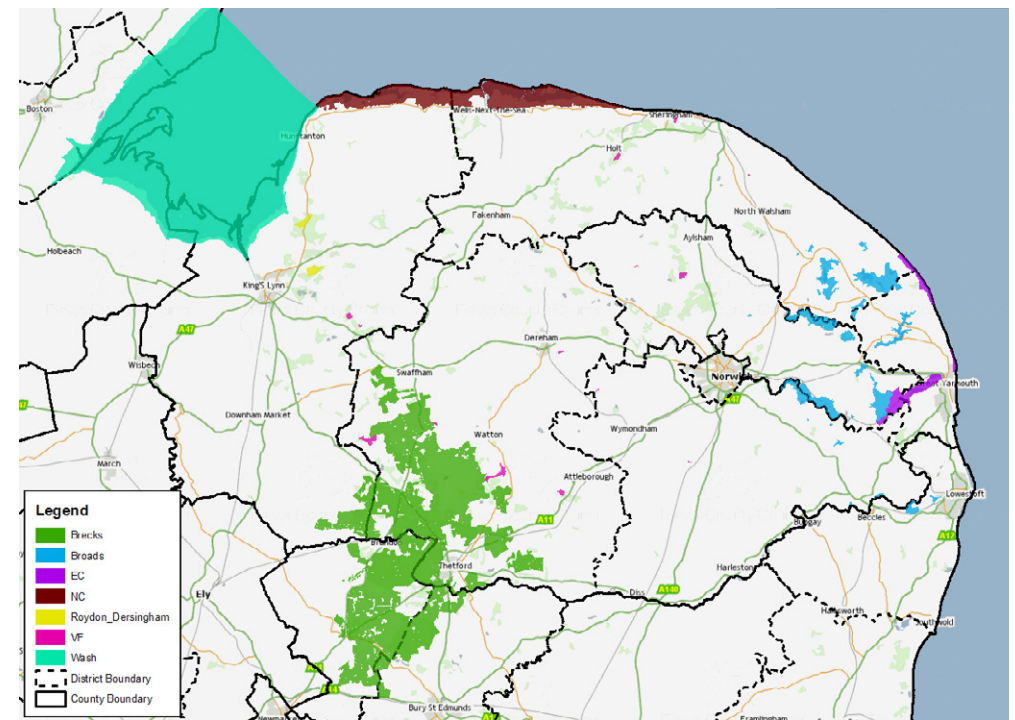 Boston
Wells-Next-The-Sea
Sheringham
Hunstanton
Holt
North Walsham
Fakenham
Aylsham
Holbeach
King'S Lynn
A47
Dereham
Wisbech
Swaffham
Norwich
Yarmouth
A47
Downham Market
Wymondham
Watton
March
Attleborough
Lowestoft
A11
Bungay
Beccles
A12
Brandon
Thetford
Harleston
Ely
Diss
A140
Halesworth
Southwold
Bury St Edmunds
Framlingham
Legend
Brecks
Broads
EC
NC
Roydon_Dersingham
VF
Wash
District Boundary
County Boundary